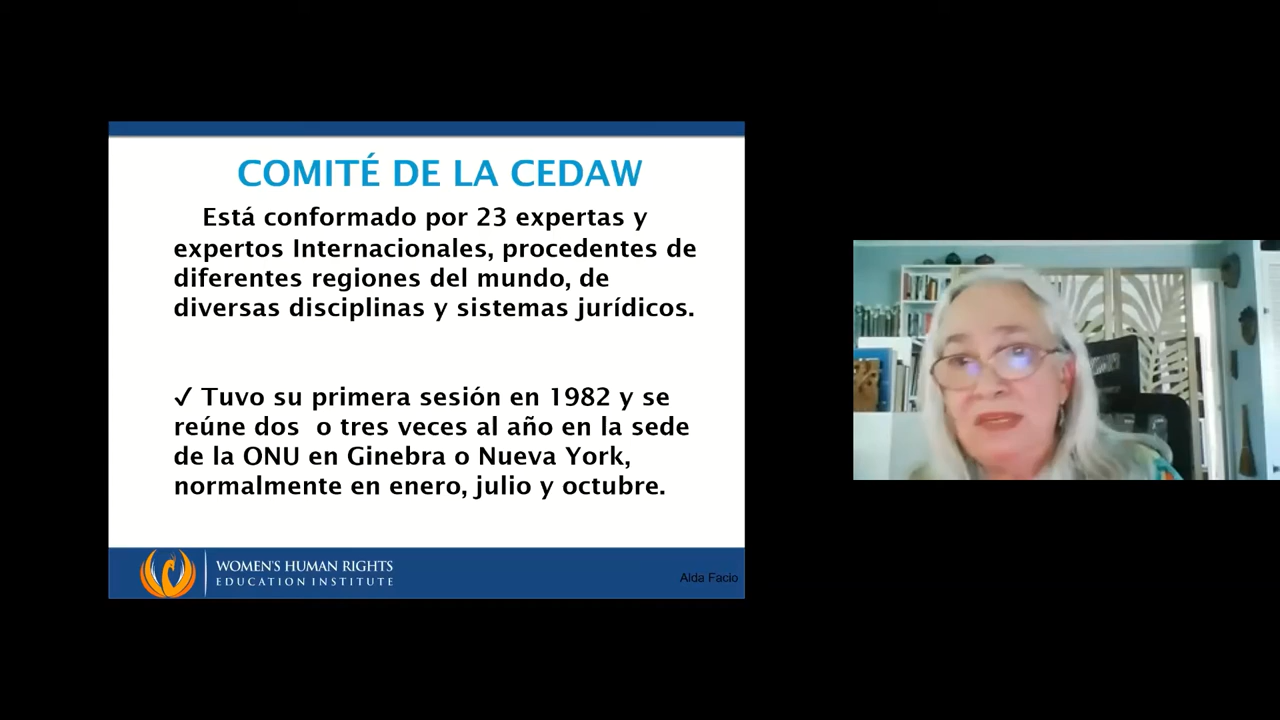 COMITÉ DE LA CEDAW
Está conformado por 23 expertas y
expertos Internacionales, procedentes de
diferentes regiones del mundo, de
diversas disciplinas y sistemas jurídicos.
✓ Tuvo su primera sesión en 1982 y se
reúne dos o tres veces al año en la sede
de la ONU en Ginebra o Nueva York,
normalmente en enero, julio y octubre.
WOMEN'S HUMAN RIGHTS
EDUCATION INSTITUTE
Alda Facio